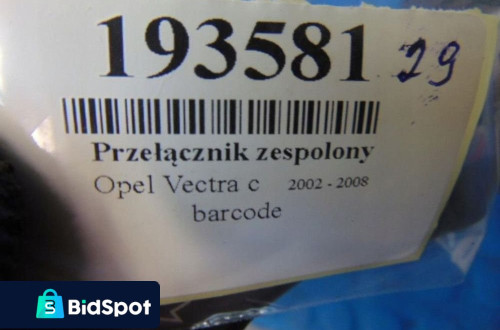 193581 29
Przełącznik zespolony
Opel Vectra c 2002 - 2008
barcode
BidSpot